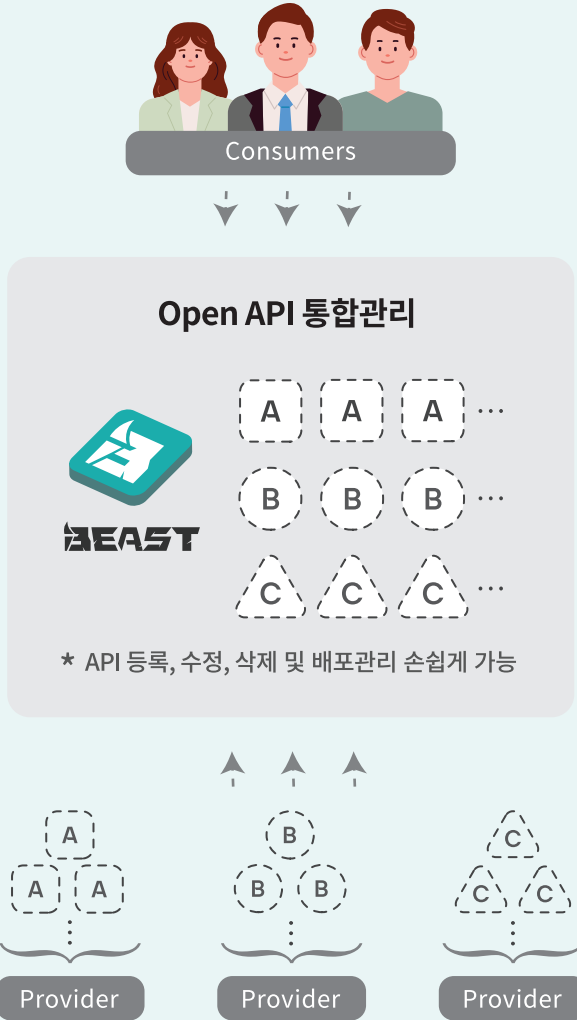 Consumers
Open API 통합관리
A A A ...
BEAST
B B B ...
C C C ...
* API 등록, 수정, 삭제 및 배포관리 손쉽게 가능
A B C
A A B B C C
Provider Provider Provider